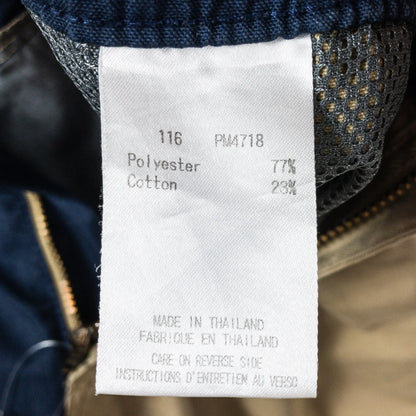 116 PM4718
Polyester 77%
Cotton 23%
MADE IN THAILAND
FABRIQUE EN THAILAND
CARE ON REVERSE SIDE
INSTRUCTIONS D'ENTRETIEN AU VERSO